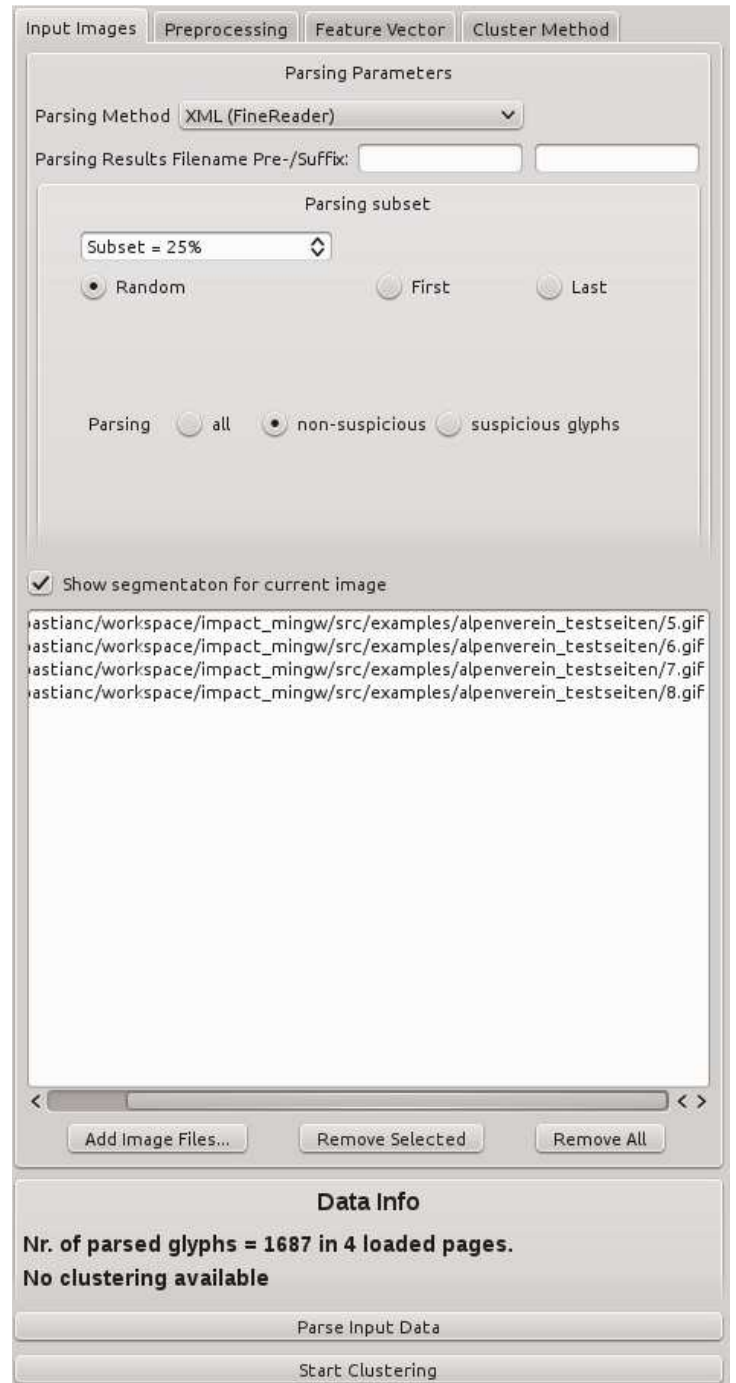 Input Images Preprocessing Feature Vector Cluster Method
Parsing Parameters
Parsing Method XML (FineReader)
Parsing Results Filename Pre-/Suffix:
Parsing subset
Subset = 25%
Random First Last
Parsing all non-suspicious suspicious glyphs
Show segmentaton for current image
astianc/workspace/impact_mingw/src/examples/alpenverein_testseiten/5.gif
astianc/workspace/impact_mingw/src/examples/alpenverein_testseiten/6.gif
astianc/workspace/impact_mingw/src/examples/alpenverein_testseiten/7.gif
astianc/workspace/impact_mingw/src/examples/alpenverein_testseiten/8.gif
Add Image Files... Remove Selected Remove All
Data Info
Nr. of parsed glyphs = 1687 in 4 loaded pages.
No clustering available
Parse Input Data
Start Clustering